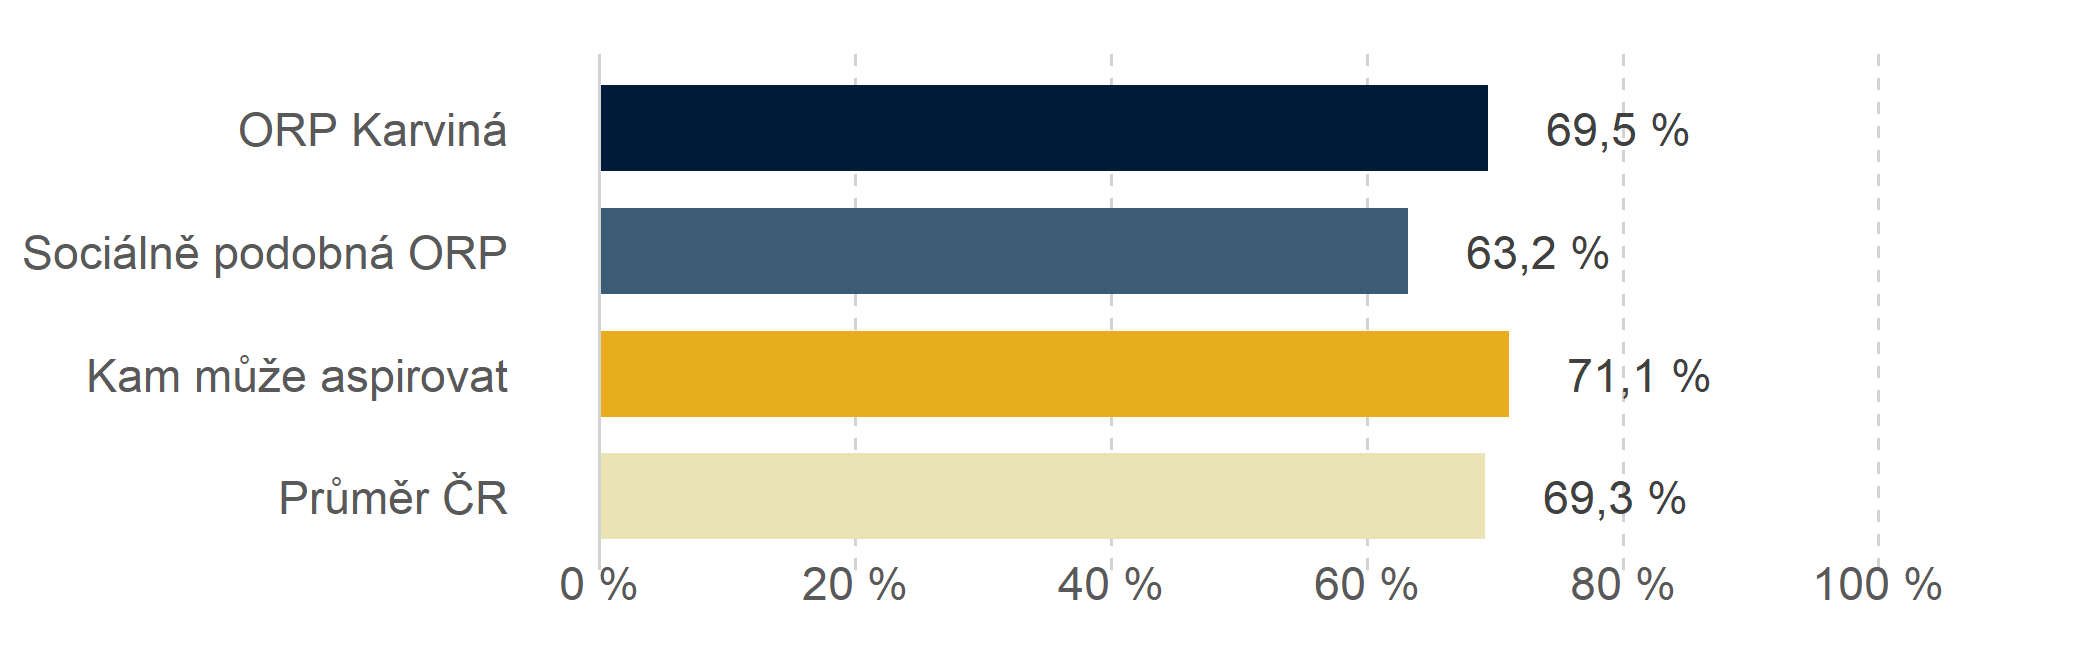 ORP Karviná
69,5 %
Sociálně podobná ORP
63,2 %
Kam může aspirovat
71,1 %
Průměr ČR
69,3 %
0 %
20 %
40 %
60 %
80 %
100 %